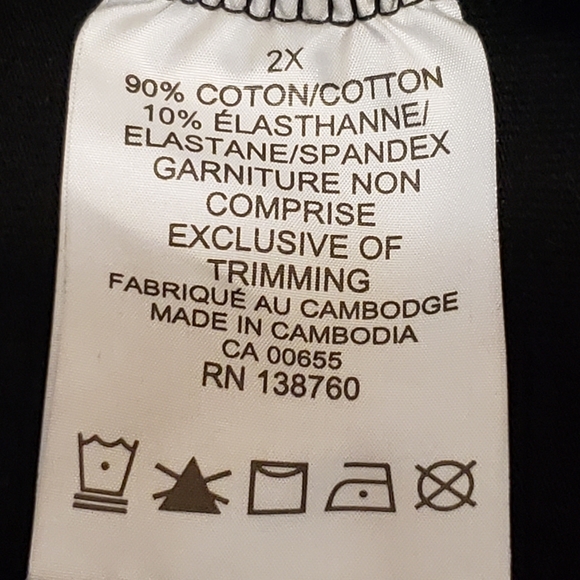 2X
90% COTON/COTTON
10% ÉLASTHANNE/
ELASTANE/SPANDEX
GARNITURE NON
COMPRISE
EXCLUSIVE OF
TRIMMING
FABRIQUÉ AU CAMBODGE
MADE IN CAMBODIA
CA 00655
RN 138760